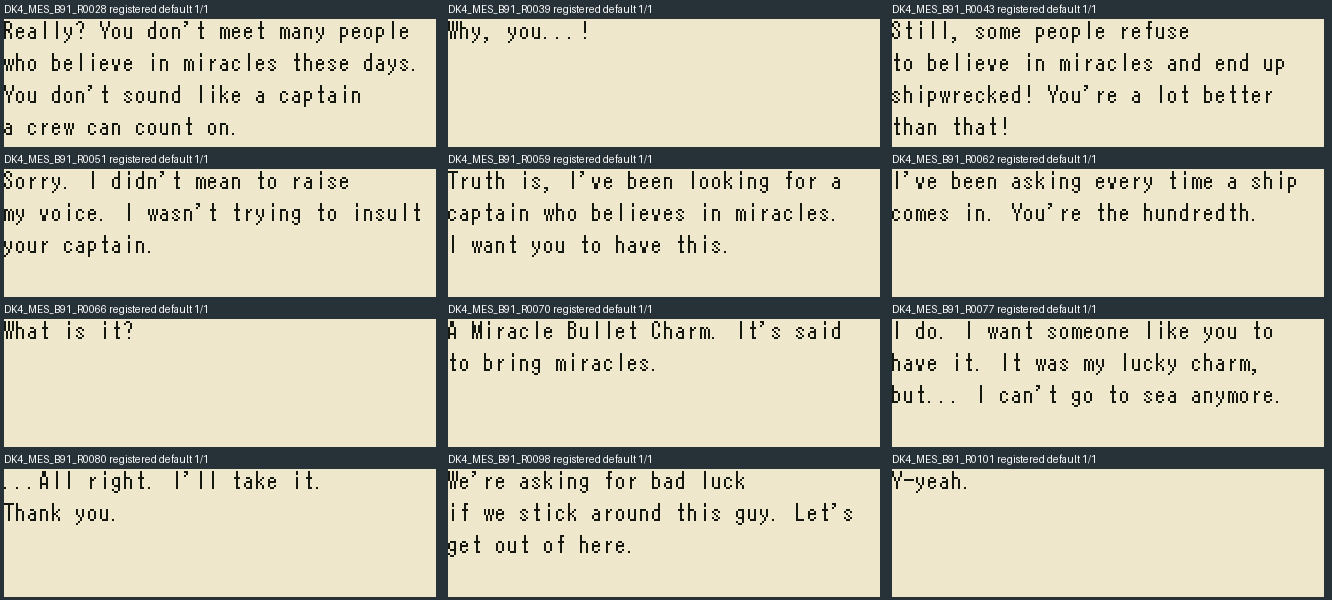 DK4_MES_B91_R0028 registered default 1/1
Really? You don't meet many people
who believe in miracles these days.
You don't sound like a captain
a crew can count on.
DK4_MES_B91_R0039 registered default 1/1
Why, you...!
DK4_MES_B91_R0043 registered default 1/1
Still, some people refuse
to believe in miracles and end up
shipwrecked! You're a lot better
than that!
DK4_MES_B91_R0051 registered default 1/1
Sorry. I didn't mean to raise
my voice. I wasn't trying to insult
your captain.
DK4_MES_B91_R0059 registered default 1/1
Truth is, I've been looking for a
captain who believes in miracles.
I want you to have this.
DK4_MES_B91_R0062 registered default 1/1
I've been asking every time a ship
comes in. You're the hundredth.
DK4_MES_B91_R0066 registered default 1/1
What is it?
DK4_MES_B91_R0070 registered default 1/1
A Miracle Bullet Charm. It's said
to bring miracles.
DK4_MES_B91_R0077 registered default 1/1
I do. I want someone like you to
have it. It was my lucky charm,
but... I can't go to sea anymore.
DK4_MES_B91_R0080 registered default 1/1
...All right. I'll take it.
Thank you.
DK4_MES_B91_R0098 registered default 1/1
We're asking for bad luck
if we stick around this guy. Let's
get out of here.
DK4_MES_B91_R0101 registered default 1/1
Y-yeah.